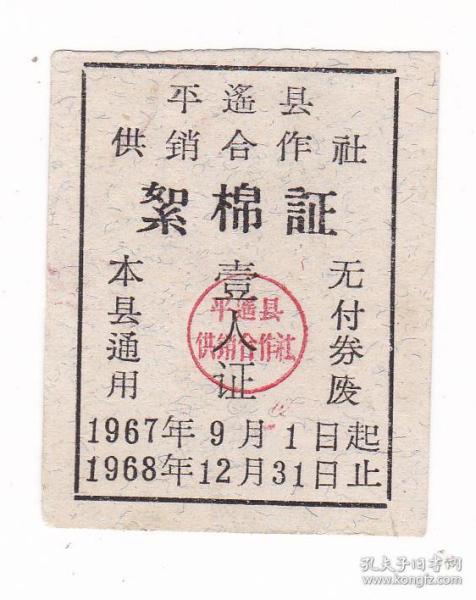 平遙县
供销合作社
絮棉証
本县通用
壹人证
无付券废
平遥县
供销合作社
1967年9月1日起
1968年12月31日止
孔夫子旧书网
kongfz.com